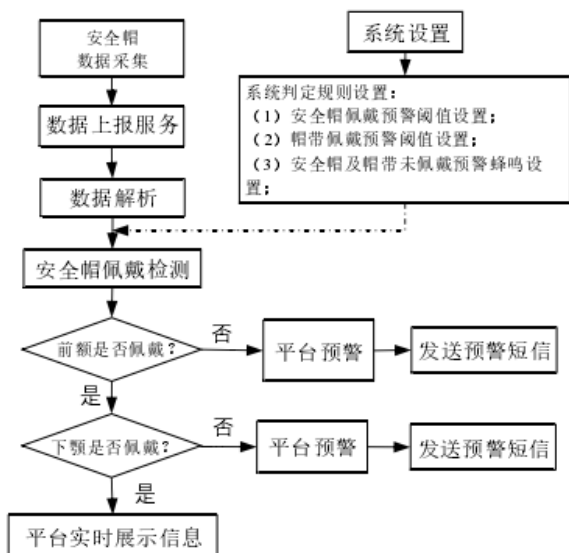 安全帽
数据采集
系统设置
数据上报服务
系统判定规则设置：
（1）安全帽佩戴预警阈值设置；
（2）帽带佩戴预警阈值设置；
（3）安全帽及帽带未佩戴预警蜂鸣设
置；
数据解析
安全帽佩戴检测
前额是否佩戴？
否
平台预警
发送预警短信
是
下颚是否佩戴？
否
平台预警
发送预警短信
是
平台实时展示信息